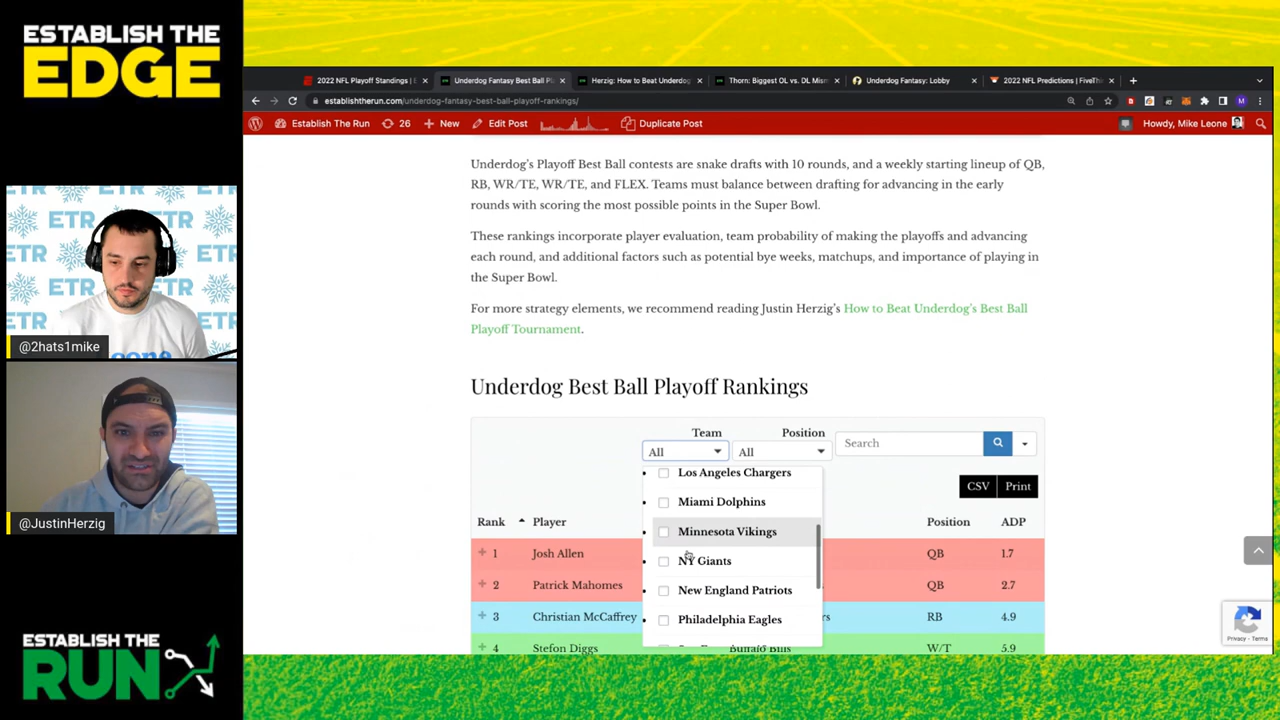 ESTABLISH THE
EDGE
ETR
ETR
ETR
@2hats1mike
@JustinHerzig
ESTABLISH THE
RUN
2022 NFL Playoff Standings | E
Underdog Fantasy Best Ball Pl
Herzig: How to Beat Underdog
Thorn: Biggest OL vs. DL Mism
Underdog Fantasy: Lobby
2022 NFL Predictions | FiveThi
establishtherun.com/underdog-fantasy-best-ball-playoff-rankings/
Establish The Run
26
New
Edit Post
Duplicate Post
Howdy, Mike Leone
Underdog's Playoff Best Ball contests are snake drafts with 10 rounds, and a weekly starting lineup of QB,
RB, WR/TE, WR/TE, and FLEX. Teams must balance between drafting for advancing in the early
rounds with scoring the most possible points in the Super Bowl.
These rankings incorporate player evaluation, team probability of making the playoffs and advancing
each round, and additional factors such as potential bye weeks, matchups, and importance of playing in
the Super Bowl.
For more strategy elements, we recommend reading Justin Herzig's How to Beat Underdog's Best Ball
Playoff Tournament.
Underdog Best Ball Playoff Rankings
Team
Position
All
All
Search
Los Angeles Chargers
Miami Dolphins
Minnesota Vikings
NY Giants
New England Patriots
Philadelphia Eagles
CSV
Print
Rank
Player
Position
ADP
1 Josh Allen QB 1.7
2 Patrick Mahomes QB 2.7
3 Christian McCaffrey RB 4.9
4 Stefon Diggs Buffalo Bills W/T 5.9
Privacy - Terms